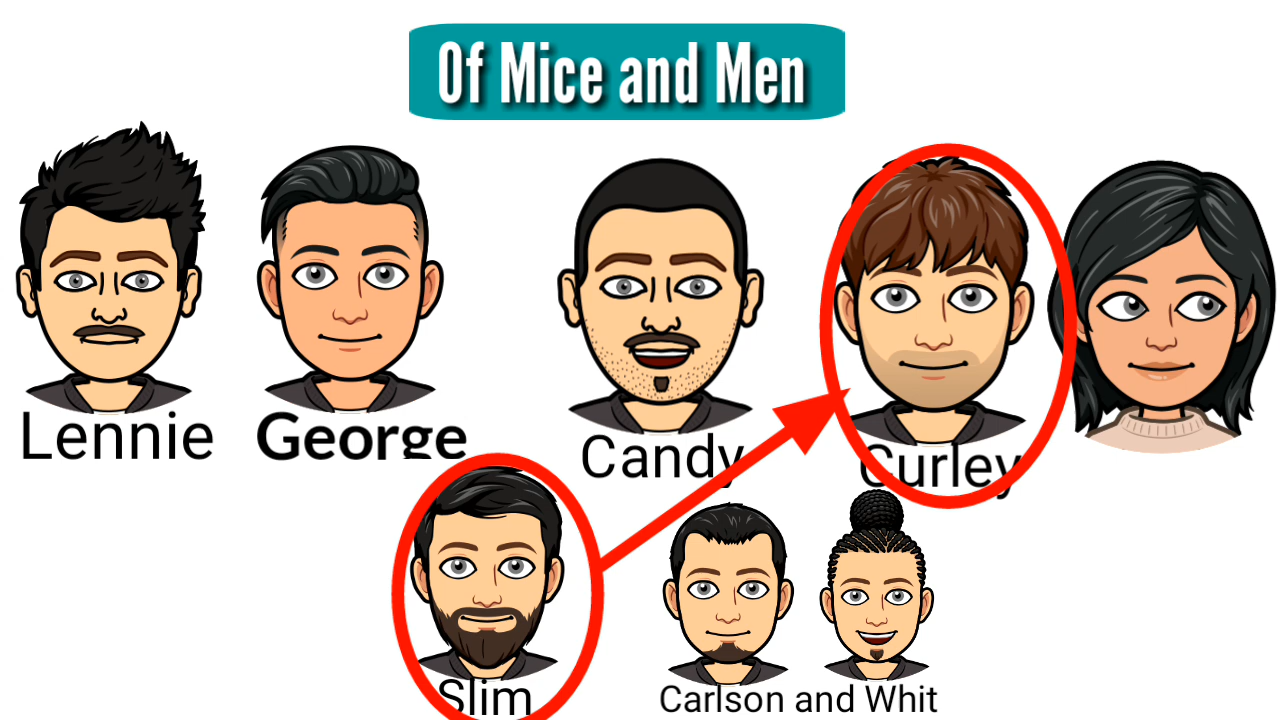 Of Mice and Men
Lennie
George
Candy
Curley
Slim
Carlson and Whit